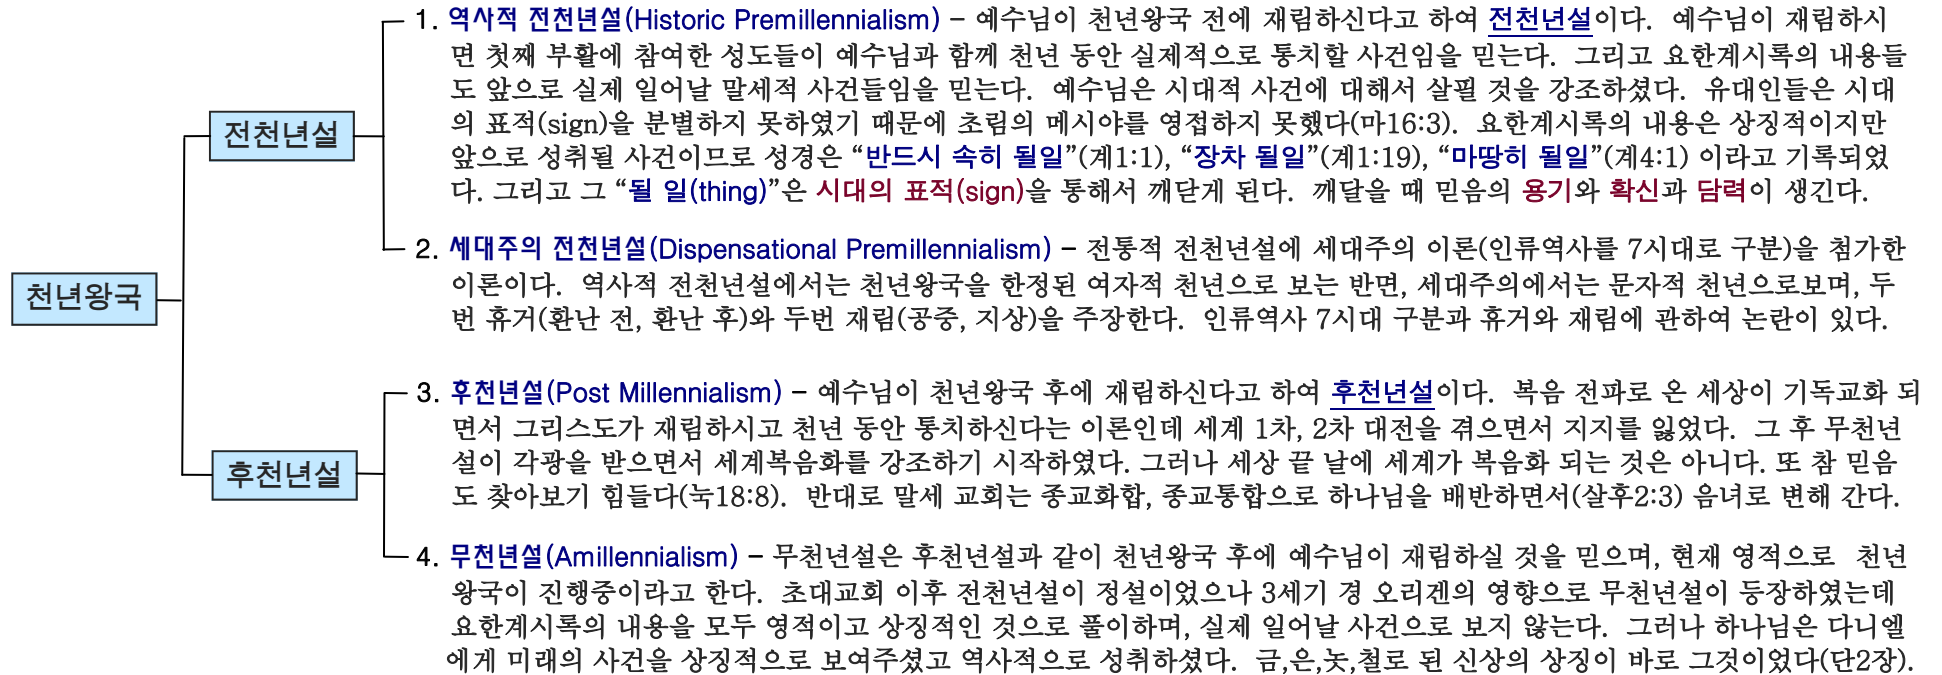 천년왕국
전천년설
1. 역사적 전천년설(Historic Premillennialism) – 예수님이 천년왕국 전에 재림하신다고 하여 전천년설이다. 예수님이 재림하시
면 첫째 부활에 참여한 성도들이 예수님과 함께 천년 동안 실제적으로 통치할 사건임을 믿는다. 그리고 요한계시록의 내용들
도 앞으로 실제 일어날 말세적 사건들임을 믿는다. 예수님은 시대적 사건에 대해서 살필 것을 강조하셨다. 유대인들은 시대
의 표적(sign)을 분별하지 못하였기 때문에 초림의 메시야를 영접하지 못했다(마16:3). 요한계시록의 내용은 상징적이지만
앞으로 성취될 사건이므로 성경은 “반드시 속히 될일”(계1:1), “장차 될일”(계1:19), “마땅히 될일”(계4:1) 이라고 기록되었
다. 그리고 그 “될 일(thing)”은 시대의 표적(sign)을 통해서 깨닫게 된다. 깨달을 때 믿음의 용기와 확신과 담력이 생긴다.
2. 세대주의 전천년설(Dispensational Premillennialism) – 전통적 전천년설에 세대주의 이론(인류역사를 7시대로 구분)을 첨가한
이론이다. 역사적 전천년설에서는 천년왕국을 한정된 여자적 천년으로 보는 반면, 세대주의에서는 문자적 천년으로보며, 두
번 휴거(환난 전, 환난 후)와 두번 재림(공중, 지상)을 주장한다. 인류역사 7시대 구분과 휴거와 재림에 관하여 논란이 있다.
후천년설
3. 후천년설(Post Millennialism) – 예수님이 천년왕국 후에 재림하신다고 하여 후천년설이다. 복음 전파로 온 세상이 기독교화 되
면서 그리스도가 재림하시고 천년 동안 통치하신다는 이론인데 세계 1차, 2차 대전을 겪으면서 지지를 잃었다. 그 후 무천년
설이 각광을 받으면서 세계복음화를 강조하기 시작하였다. 그러나 세상 끝 날에 세계가 복음화 되는 것은 아니다. 또 참 믿음
도 찾아보기 힘들다(눅18:8). 반대로 말세 교회는 종교화합, 종교통합으로 하나님을 배반하면서(살후2:3) 음녀로 변해 간다.
4. 무천년설(Amillennialism) – 무천년설은 후천년설과 같이 천년왕국 후에 예수님이 재림하실 것을 믿으며, 현재 영적으로 천년
왕국이 진행중이라고 한다. 초대교회 이후 전천년설이 정설이었으나 3세기 경 오리겐의 영향으로 무천년설이 등장하였는데
요한계시록의 내용을 모두 영적이고 상징적인 것으로 풀이하며, 실제 일어날 사건으로 보지 않는다. 그러나 하나님은 다니엘
에게 미래의 사건을 상징적으로 보여주셨고 역사적으로 성취하셨다. 금,은,놋,철로 된 신상의 상징이 바로 그것이었다(단2장).